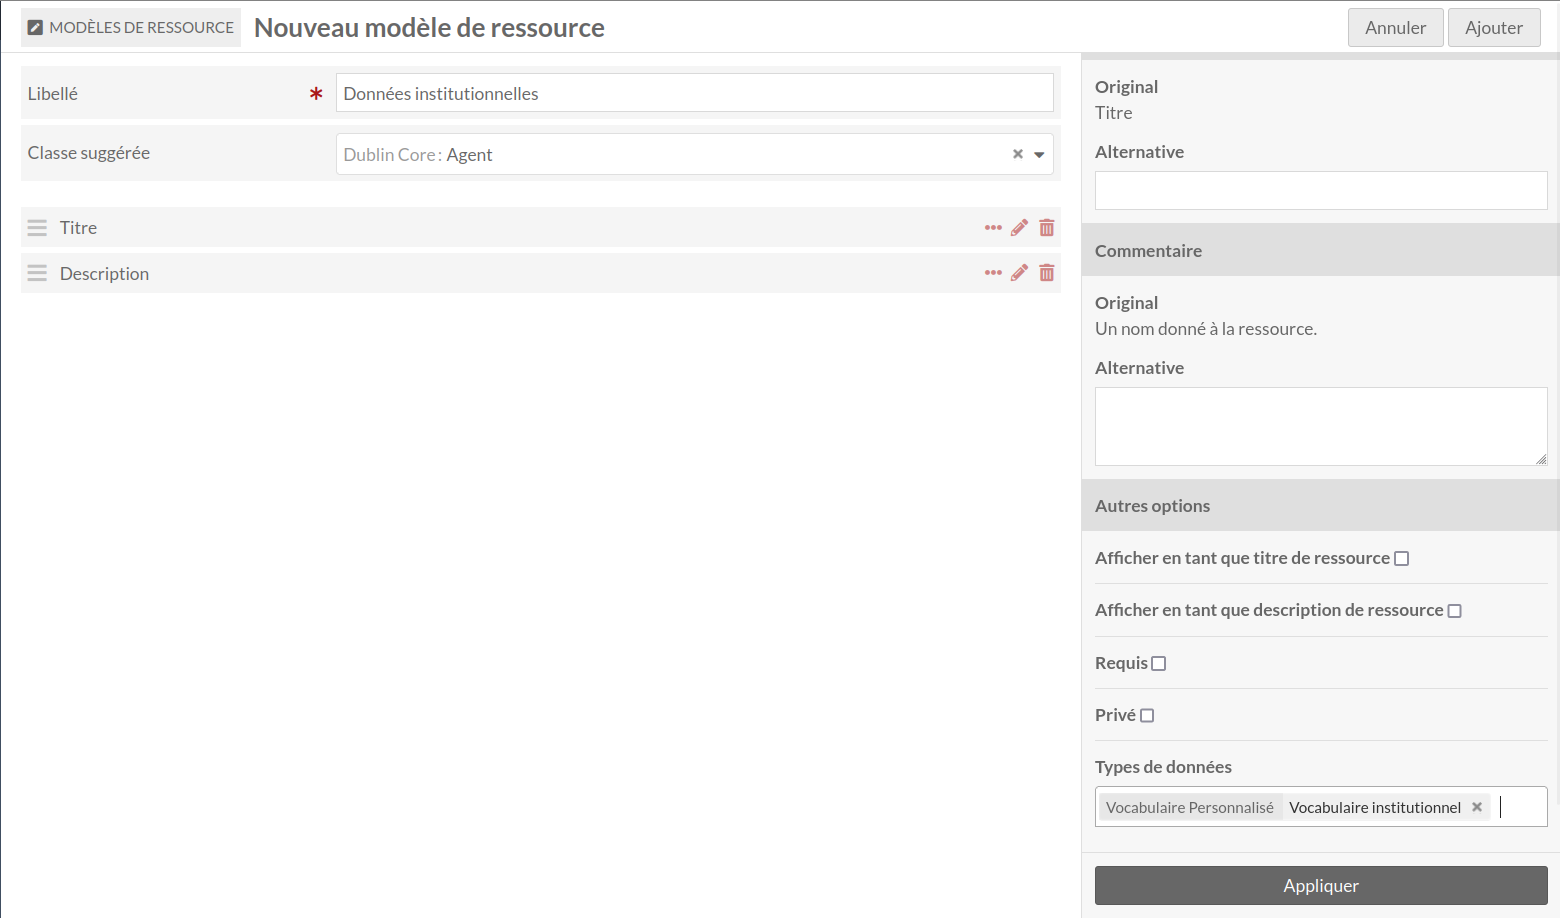 MODÈLES DE RESSOURCE Nouveau modèle de ressource Annuler Ajouter
Libellé * Données institutionnelles
Classe suggérée Dublin Core : Agent
Titre
Description
Original
Titre
Alternative
Commentaire
Original
Un nom donné à la ressource.
Alternative
Autres options
Afficher en tant que titre de ressource
Afficher en tant que description de ressource
Requis
Privé
Types de données
Vocabulaire Personnalisé Vocabulaire institutionnel
Appliquer